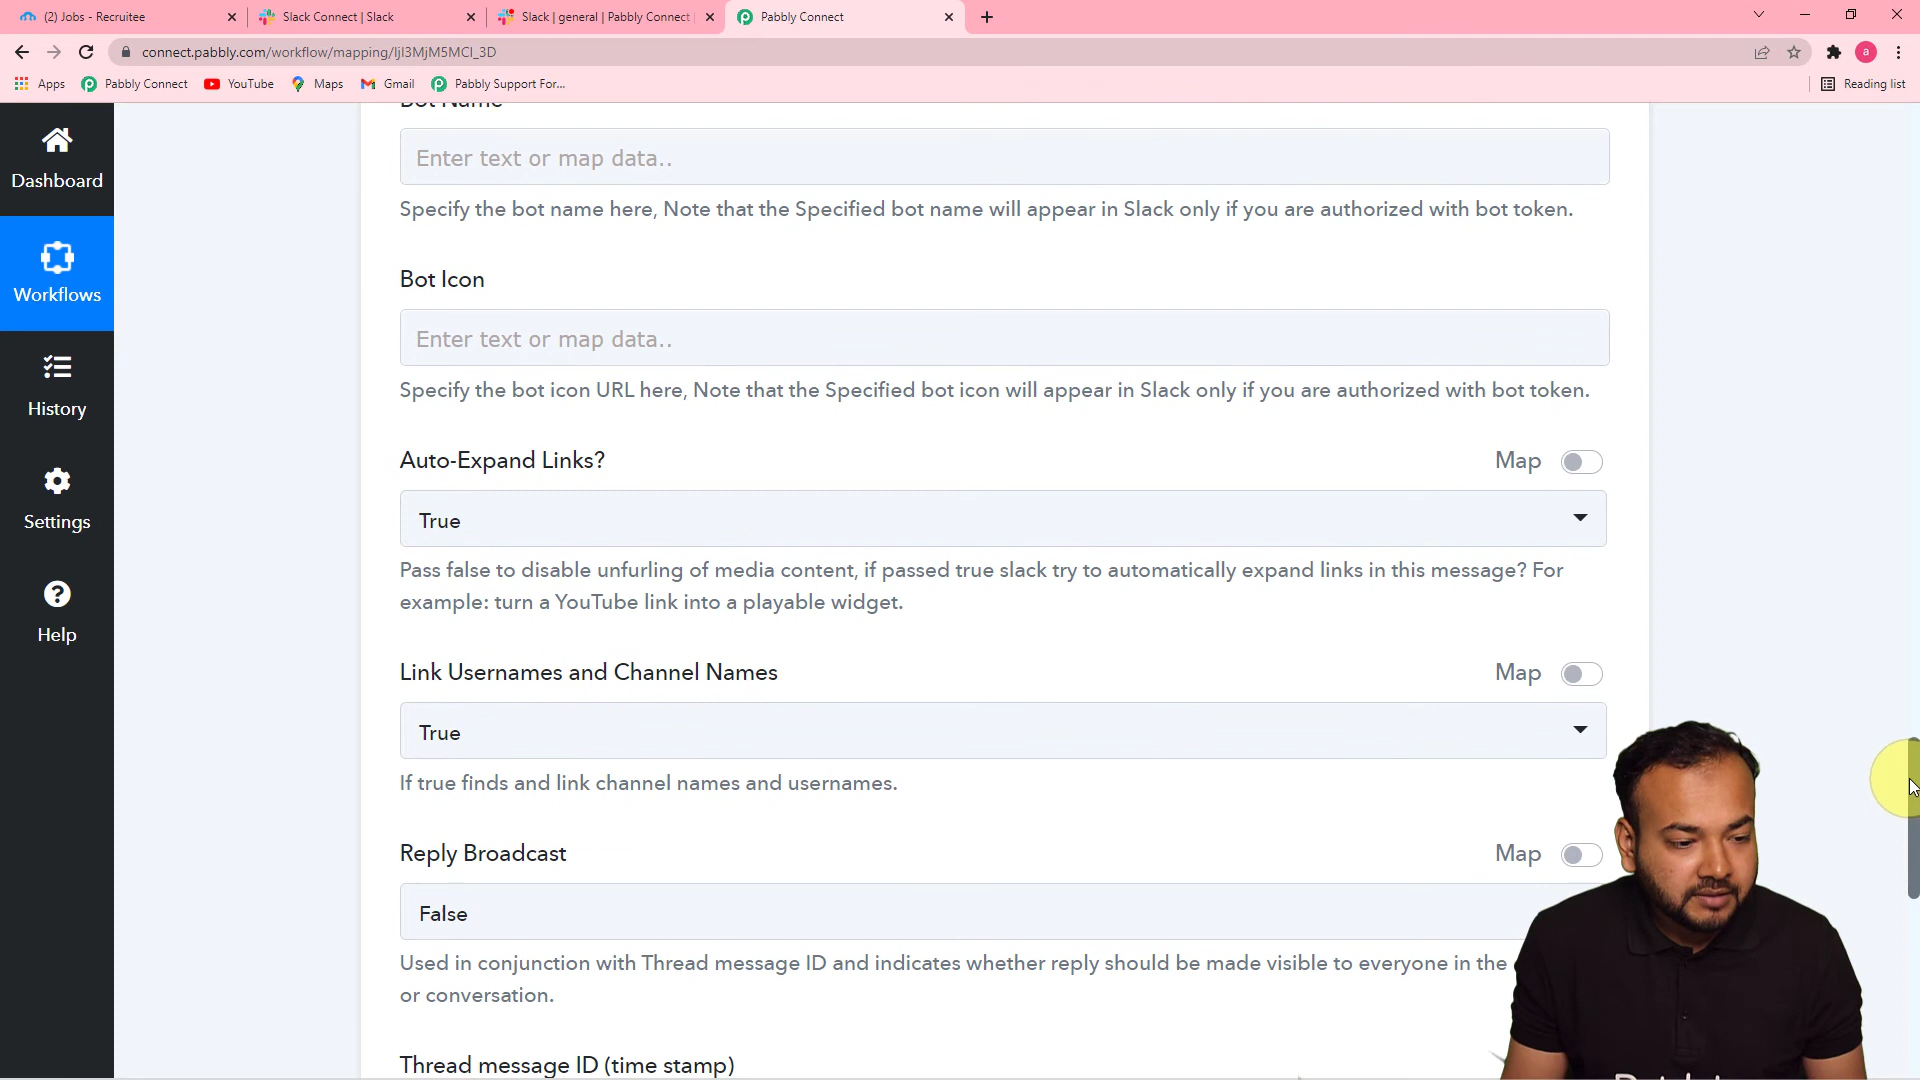 (2) Jobs - Recruitee
Slack Connect | Slack
Slack | general | Pabbly Connect
Pabbly Connect
connect.pabbly.com/workflow/mapping/IjI3MjM5MCI_3D
a
Apps
Pabbly Connect
YouTube
Maps
Gmail
Pabbly Support For...
Reading list
Dashboard
Workflows
History
Settings
Help
Bot Name
Enter text or map data..
Specify the bot name here, Note that the Specified bot name will appear in Slack only if you are authorized with bot token.
Bot Icon
Enter text or map data..
Specify the bot icon URL here, Note that the Specified bot icon will appear in Slack only if you are authorized with bot token.
Auto-Expand Links?
Map
True
Pass false to disable unfurling of media content, if passed true slack try to automatically expand links in this message? For
example: turn a YouTube link into a playable widget.
Link Usernames and Channel Names
Map
True
If true finds and link channel names and usernames.
Reply Broadcast
Map
False
Used in conjunction with Thread message ID and indicates whether reply should be made visible to everyone in the
or conversation.
Thread message ID (time stamp)